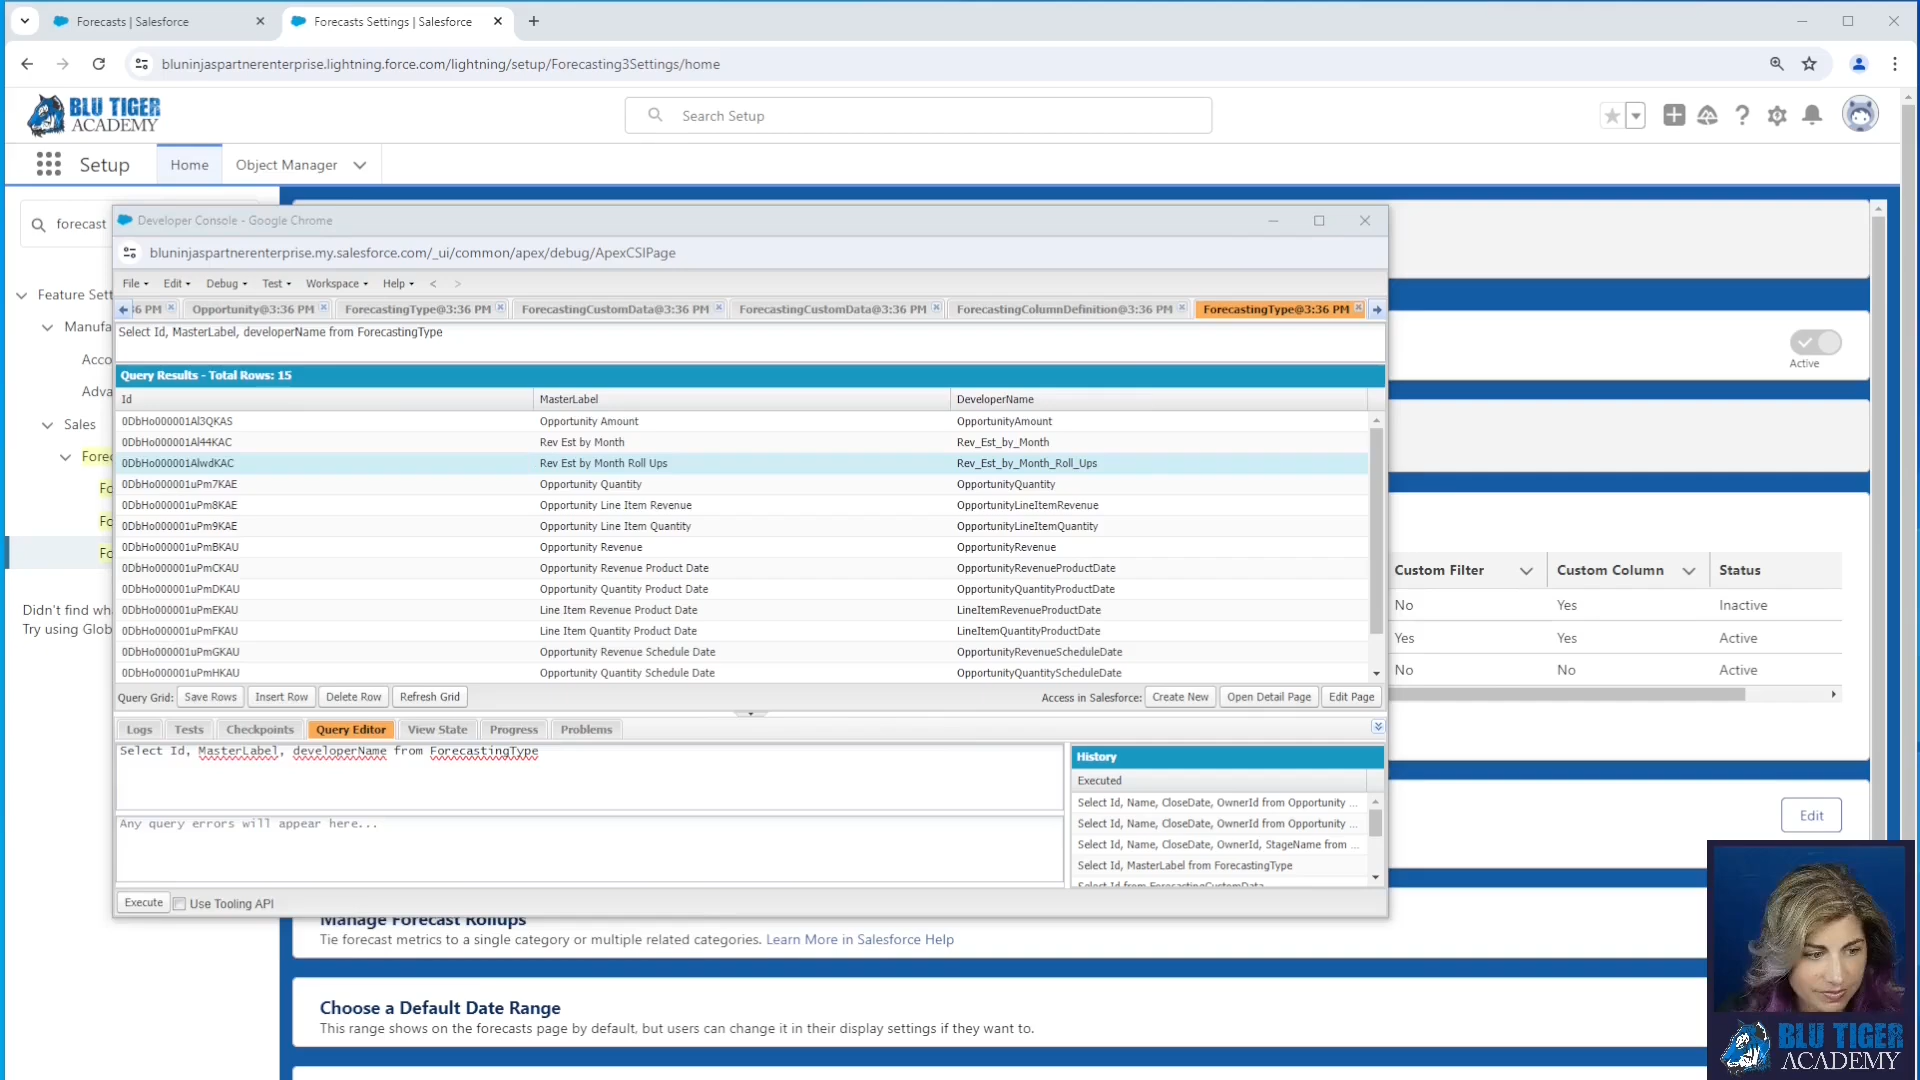 Forecasts | Salesforce
Forecasts Settings | Salesforce
bluninjaspartnerenterprise.lightning.force.com/lightning/setup/Forecasting3Settings/home
BLU TIGER
ACADEMY
Search Setup
Setup
Home
Object Manager
forecast
Feature Sett
Manufa
Acco
Adva
Sales
Forec
Fo
Fo
Fo
Didn't find wh
Try using Glob
Developer Console - Google Chrome
bluninjaspartnerenterprise.my.salesforce.com/_ui/common/apex/debug/ApexCSIPage
File Edit Debug Test Workspace Help < >
36 PM Opportunity@3:36 PM ForecastingType@3:36 PM ForecastingCustomData@3:36 PM ForecastingCustomData@3:36 PM ForecastingColumnDefinition@3:36 PM ForecastingType@3:36 PM
Select Id, MasterLabel, developerName from ForecastingType
Query Results - Total Rows: 15
Id MasterLabel DeveloperName
0DbHo000001Al3QKAS Opportunity Amount OpportunityAmount
0DbHo000001Al44KAC Rev Est by Month Rev_Est_by_Month
0DbHo000001AlwdKAC Rev Est by Month Roll Ups Rev_Est_by_Month_Roll_Ups
0DbHo000001uPm7KAE Opportunity Quantity OpportunityQuantity
0DbHo000001uPm8KAE Opportunity Line Item Revenue OpportunityLineItemRevenue
0DbHo000001uPm9KAE Opportunity Line Item Quantity OpportunityLineItemQuantity
0DbHo000001uPmBKAU Opportunity Revenue OpportunityRevenue
0DbHo000001uPmCKAU Opportunity Revenue Product Date OpportunityRevenueProductDate
0DbHo000001uPmDKAU Opportunity Quantity Product Date OpportunityQuantityProductDate
0DbHo000001uPmEKAU Line Item Revenue Product Date LineItemRevenueProductDate
0DbHo000001uPmFKAU Line Item Quantity Product Date LineItemQuantityProductDate
0DbHo000001uPmGKAU Opportunity Revenue Schedule Date OpportunityRevenueScheduleDate
0DbHo000001uPmHKAU Opportunity Quantity Schedule Date OpportunityQuantityScheduleDate
Query Grid: Save Rows Insert Row Delete Row Refresh Grid Access in Salesforce: Create New Open Detail Page Edit Page
Logs Tests Checkpoints Query Editor View State Progress Problems
Select Id, MasterLabel, developerName from ForecastingType
Any query errors will appear here...
History
Executed
Select Id, Name, CloseDate, OwnerId from Opportunity ...
Select Id, Name, CloseDate, OwnerId from Opportunity ...
Select Id, Name, CloseDate, OwnerId, StageName from ...
Select Id, MasterLabel from ForecastingType
Select Id from ForecastingCustomData
Execute Use Tooling API
Active
Custom Filter Custom Column Status
No Yes Inactive
Yes Yes Active
No No Active
Edit
Manage Forecast Rollups
Tie forecast metrics to a single category or multiple related categories. Learn More in Salesforce Help
Choose a Default Date Range
This range shows on the forecasts page by default, but users can change it in their display settings if they want to.
BLU TIGER
ACADEMY